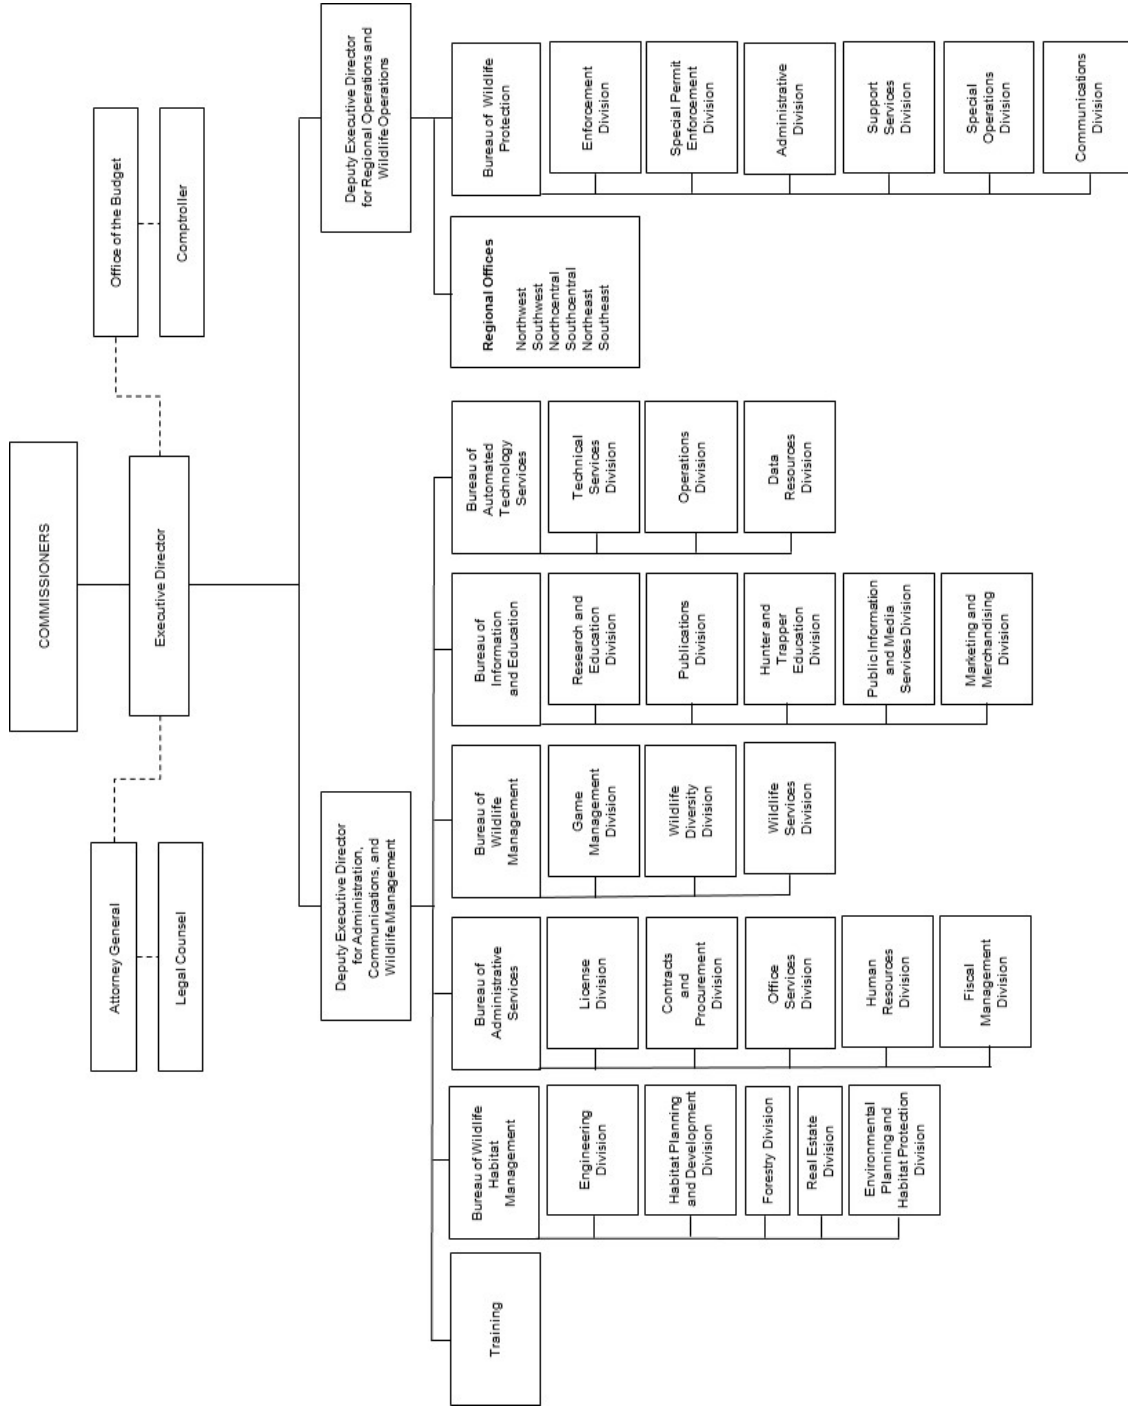 COMMISSIONERS
Attorney General
Legal Counsel
Executive Director
Office of the Budget
Comptroller
Deputy Executive Director
for Administration,
Communications, and
Wildlife Management
Deputy Executive Director
for Regional Operations and
Wildlife Operations
Training
Bureau of Wildlife
Habitat
Management
Engineering
Division
Habitat Planning
and Development
Division
Forestry Division
Real Estate
Division
Environmental
Planning and
Habitat Protection
Division
Bureau of
Administrative
Services
License
Division
Contracts
and
Procurement
Division
Office
Services
Division
Human
Resources
Division
Fiscal
Management
Division
Bureau of
Wildlife
Management
Game
Management
Division
Wildlife
Diversity
Division
Wildlife
Services
Division
Bureau of
Information
and Education
Research and
Education
Division
Publications
Division
Hunter and
Trapper
Education
Division
Public Information
and Media
Services Division
Marketing and
Merchandising
Division
Bureau of
Automated
Technology
Services
Technical
Services
Division
Operations
Division
Data
Resources
Division
Regional Offices
Northwest
Southwest
Northcentral
Southcentral
Northeast
Southeast
Bureau of Wildlife
Protection
Enforcement
Division
Special Permit
Enforcement
Division
Administrative
Division
Support
Services
Division
Special
Operations
Division
Communications
Division